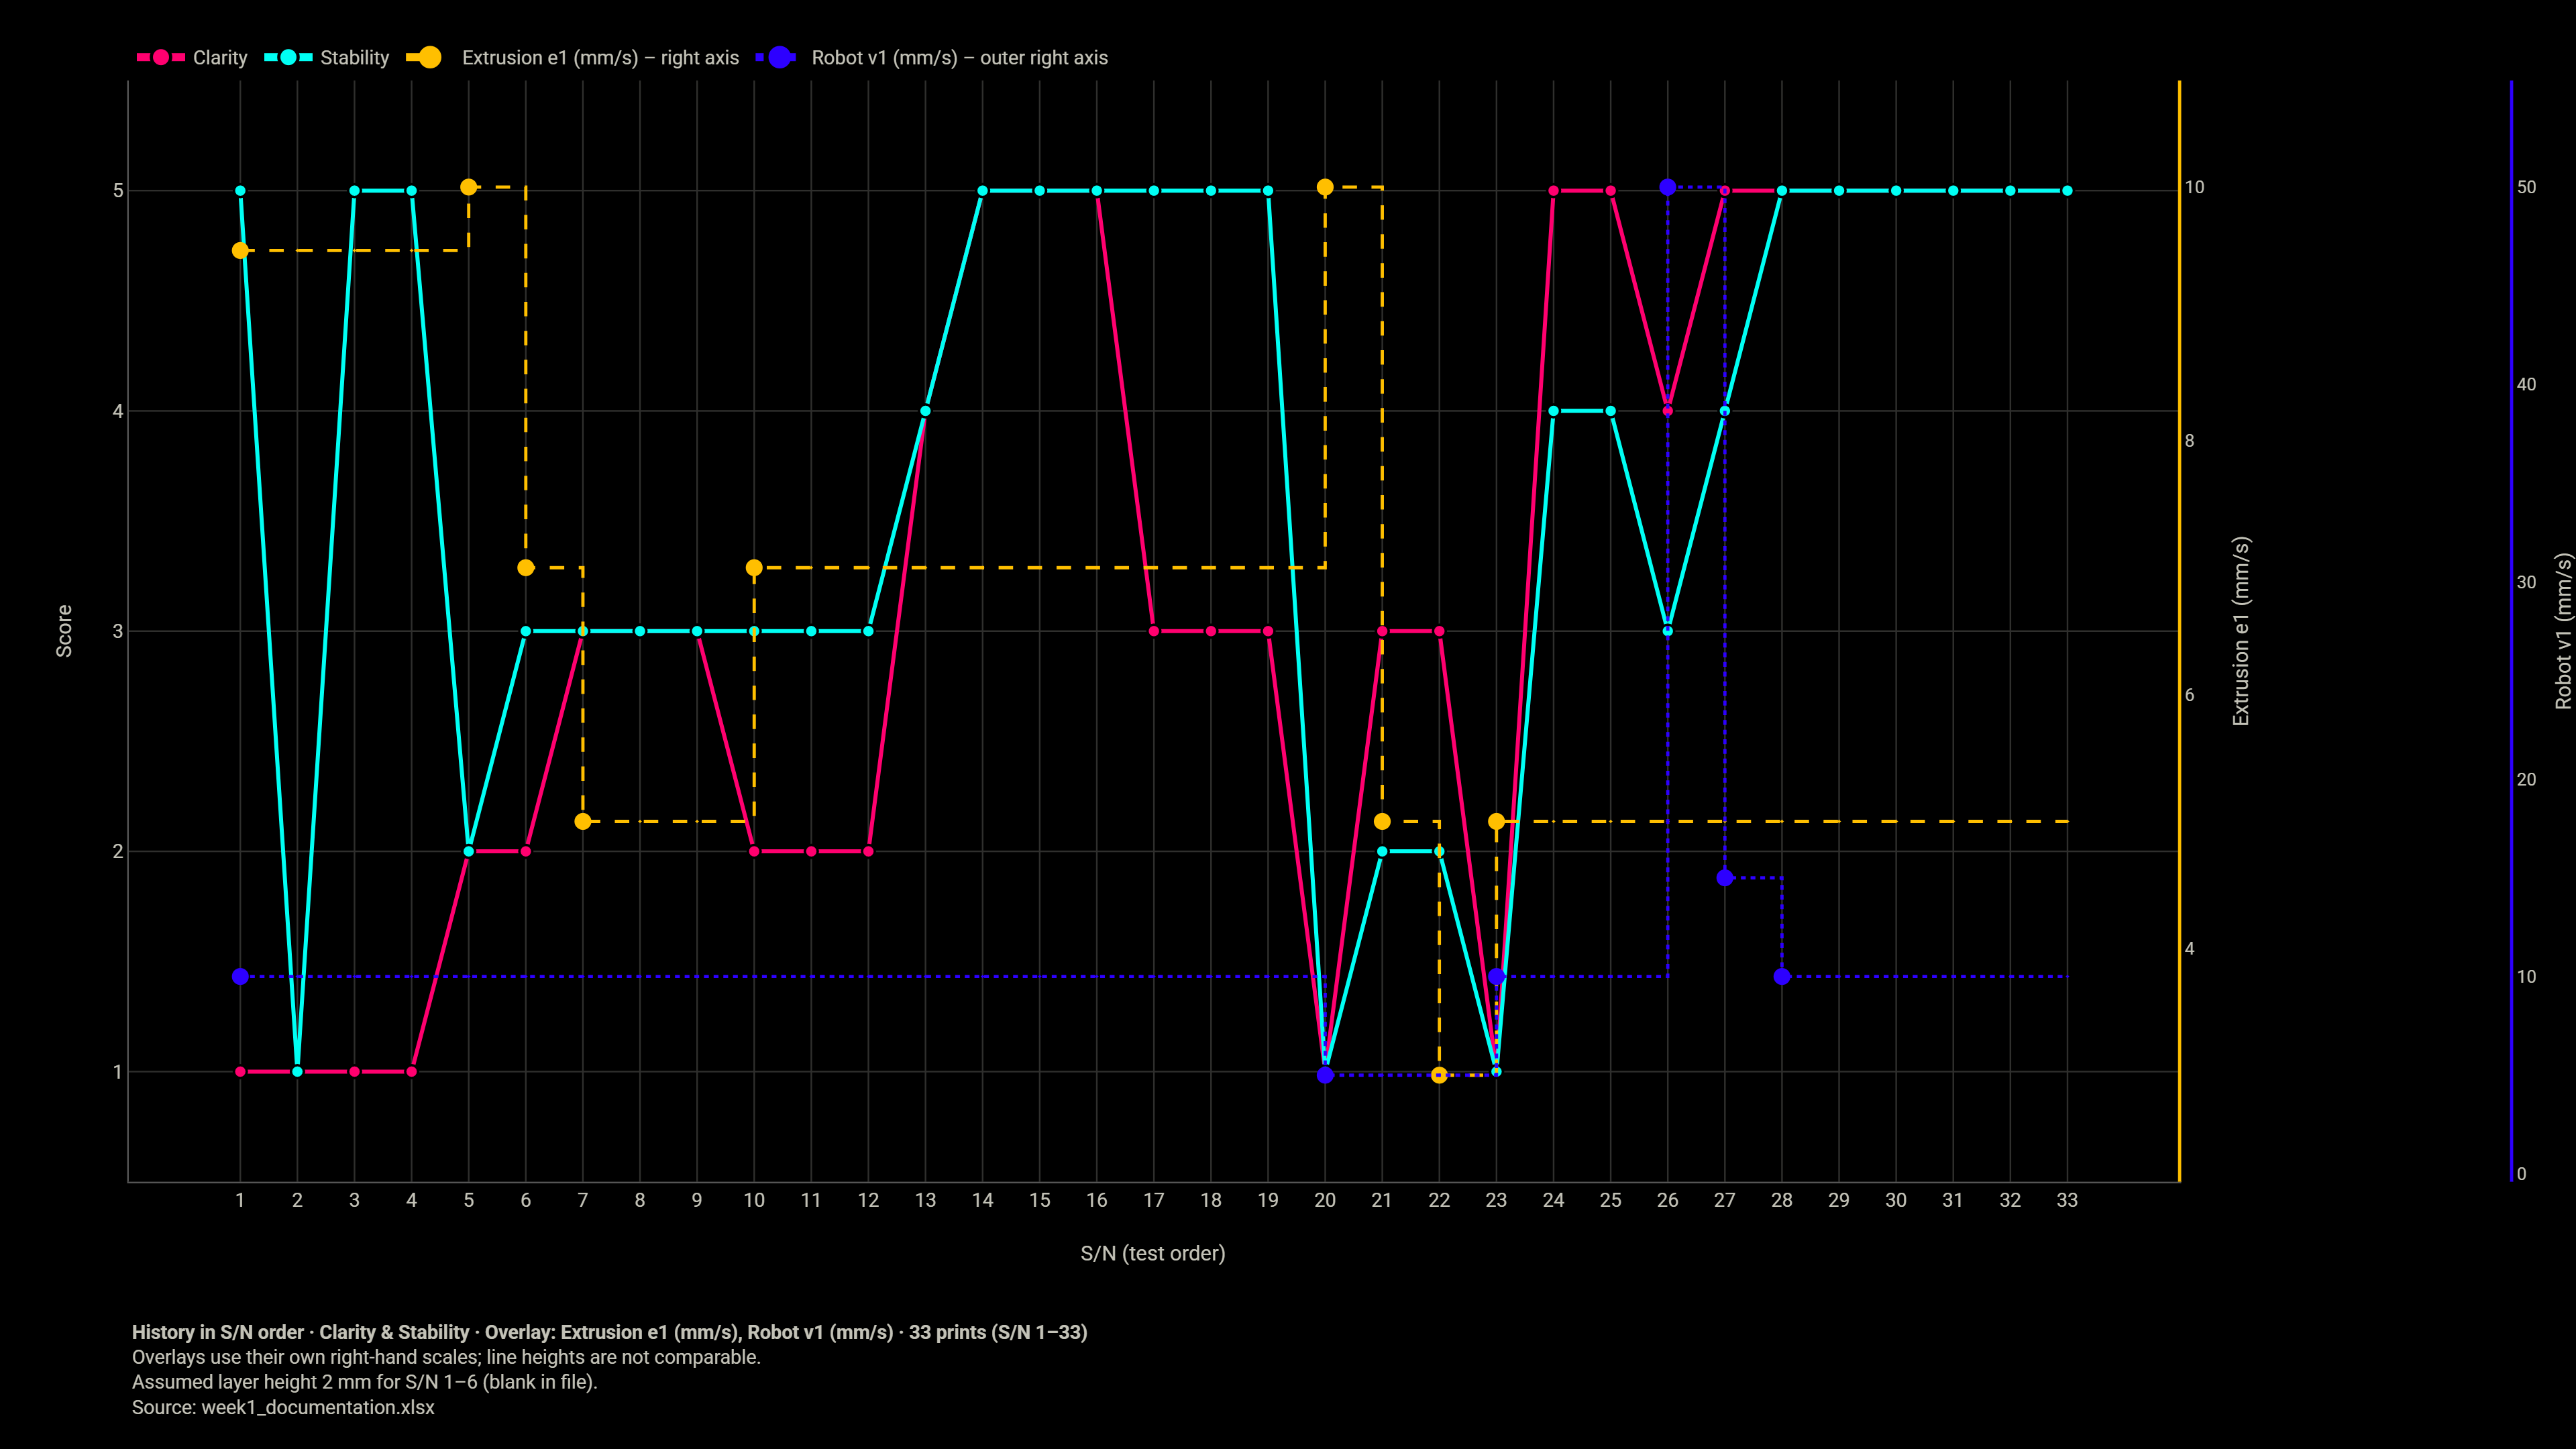 Clarity Stability Extrusion e1 (mm/s) – right axis Robot v1 (mm/s) – outer right axis
5
4
3
2
1
Score
10
8
6
4
Extrusion e1 (mm/s)
50
40
30
20
10
0
Robot v1 (mm/s)
1 2 3 4 5 6 7 8 9 10 11 12 13 14 15 16 17 18 19 20 21 22 23 24 25 26 27 28 29 30 31 32 33
S/N (test order)
History in S/N order · Clarity & Stability · Overlay: Extrusion e1 (mm/s), Robot v1 (mm/s) · 33 prints (S/N 1–33)
Overlays use their own right-hand scales; line heights are not comparable.
Assumed layer height 2 mm for S/N 1–6 (blank in file).
Source: week1_documentation.xlsx